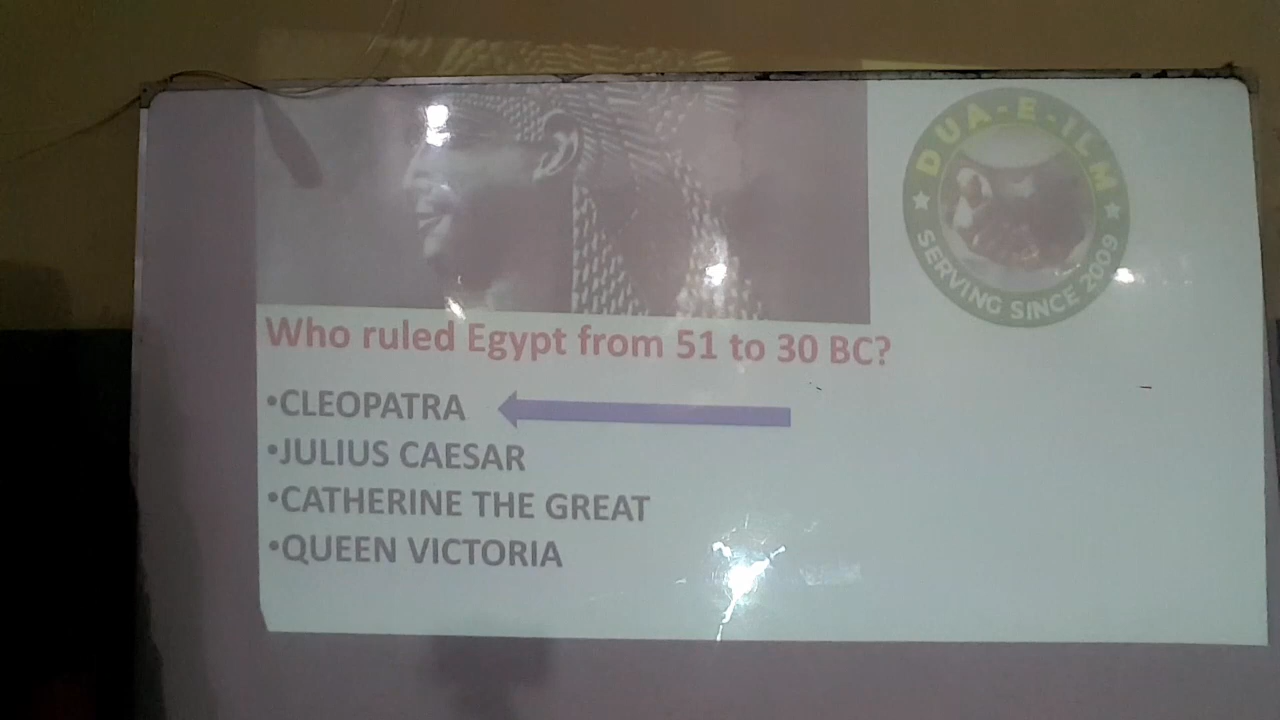 DUA-E-ILM
SERVING SINCE 2009
Who ruled Egypt from 51 to 30 BC?
•CLEOPATRA
•JULIUS CAESAR
•CATHERINE THE GREAT
•QUEEN VICTORIA